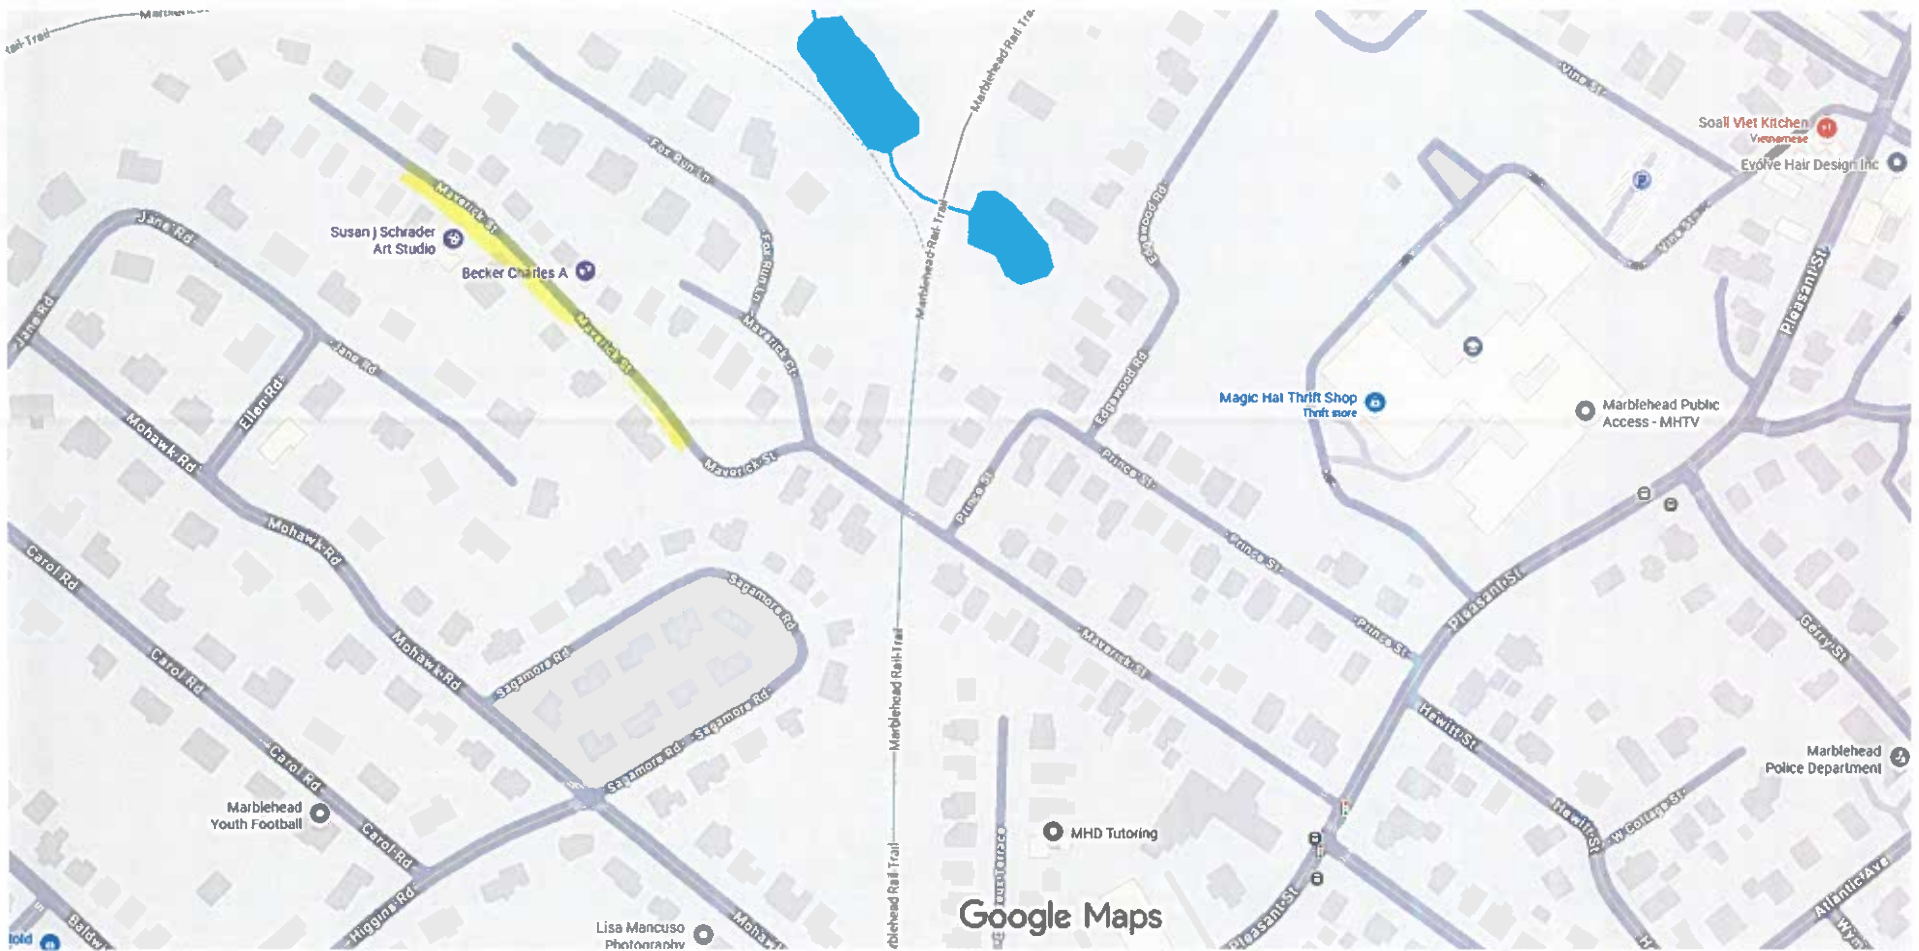 Marblehead Rail Tra
Rail-Trail
Vine St
Soall Viet Kitchen
Vietnamese
Evolve Hair Design Inc
Fox Run Ln
Maverick St
Edgewood Rd
Marblehead Rail-Trail
Jane Rd
Susan J Schrader
Art Studio
Becker Charles A
Fox Run Ln
Vine St
Pleasant St
Jane Rd
Maverick St
Maverick Ct
Jane Rd
Ellen Rd
Edgewood Rd
Magic Hat Thrift Shop
Thrift store
Marblehead Public
Access - MHTV
Mohawk Rd
Maverick St
Prince St
Prince St
Mohawk Rd
Prince St
Carol Rd
Sagamore Rd
Pleasant St
Prince St
Gerry St
Mohawk Rd
Maverick St
Carol Rd
Sagamore Rd
Marblehead Rail-Trail
Sagamore Rd
Sagamore Rd
Hewitt St
Carol Rd
Marblehead
Police Department
Marblehead
Youth Football
Carol Rd
MHD Tutoring
Hewitt St
W Cottage St
Terrace
Higgins Rd
Atlantic Ave
Google Maps
Pleasant St
Lisa Mancuso
Photography